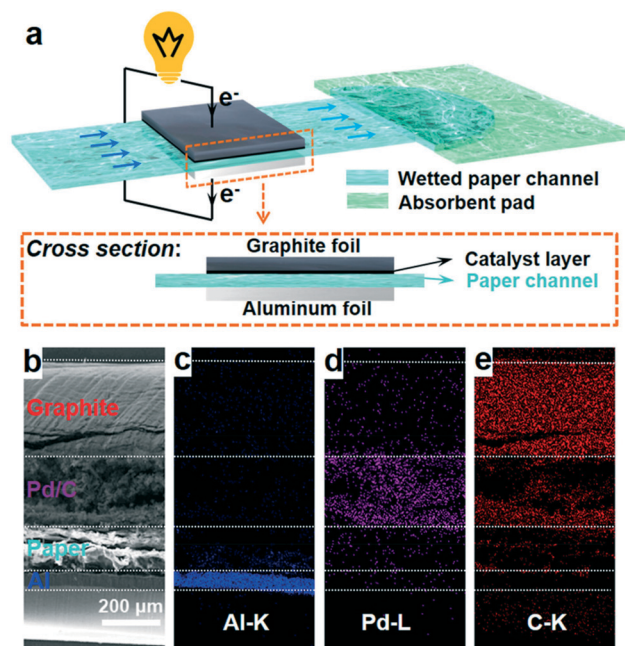 a
e-
e-
Wetted paper channel
Absorbent pad
Cross section:
Graphite foil
Catalyst layer
Paper channel
Aluminum foil
b
c
d
e
Graphite
Pd/C
Paper
Al
200 μm
Al-K
Pd-L
C-K